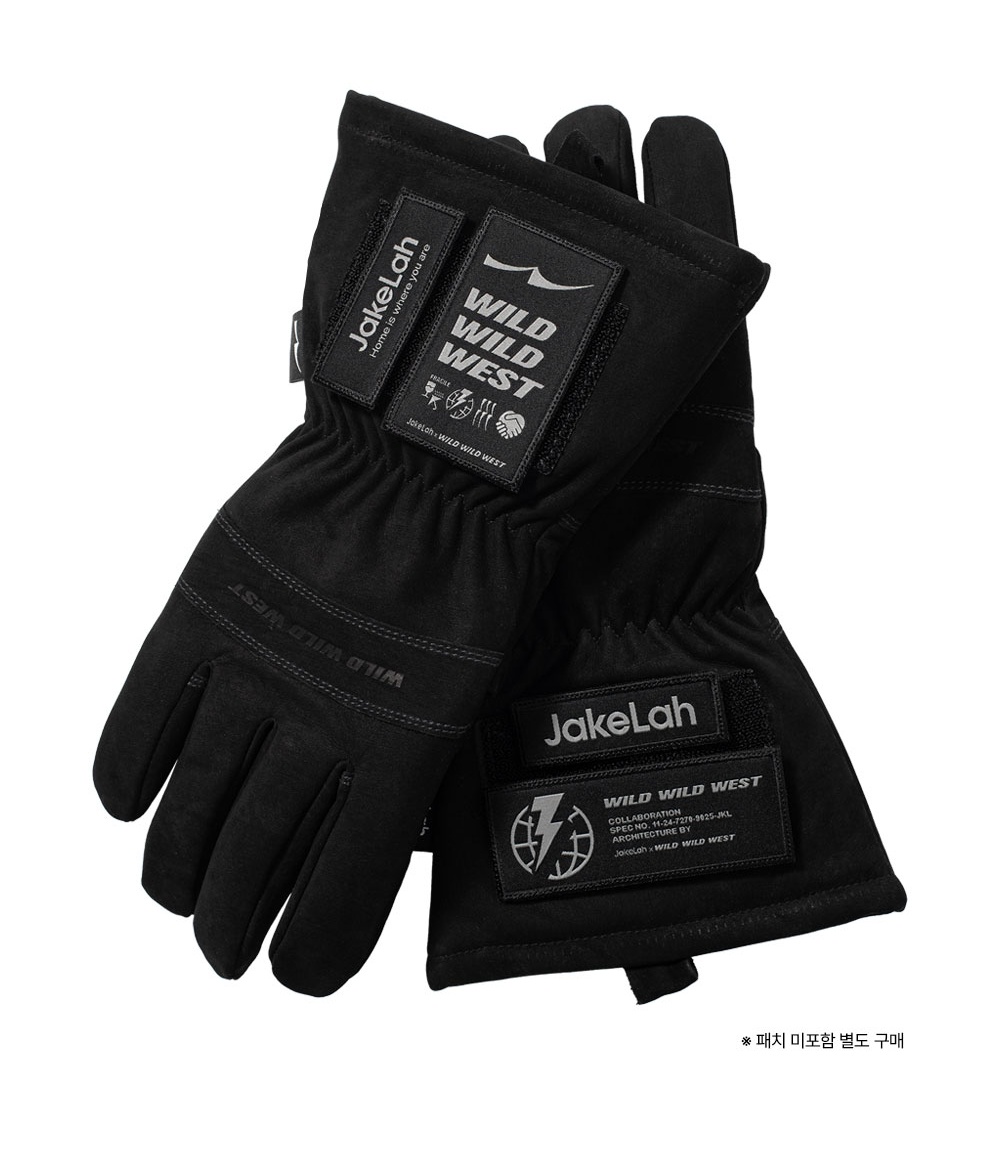 JakeLah
Home is where you are
WILD
WILD
WEST
FRAGILE
JakeLah x WILD WILD WEST
WILD WILD WEST
JakeLah
WILD WILD WEST
COLLABORATION
SPEC NO. 11-24-7279-9025-JKL
ARCHITECTURE BY
JakeLah x WILD WILD WEST
※ 패치 미포함 별도 구매